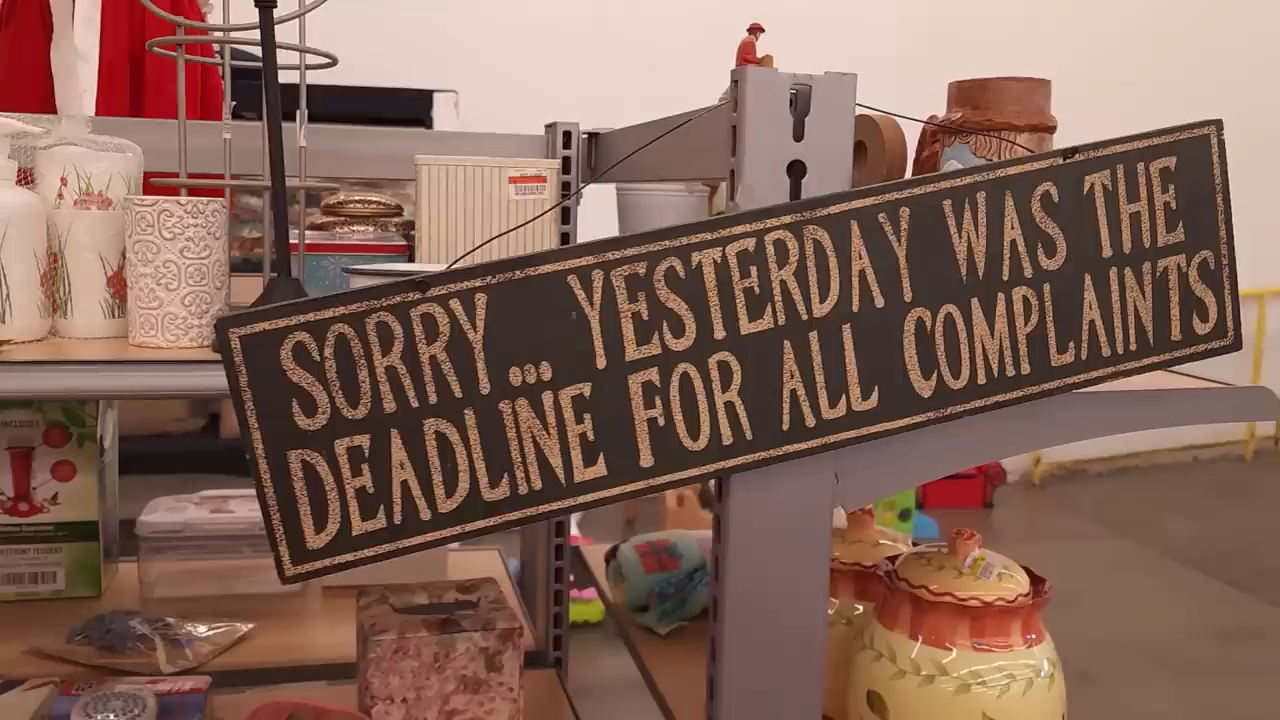 SORRY... YESTERDAY WAS THE
DEADLINE FOR ALL COMPLAINTS